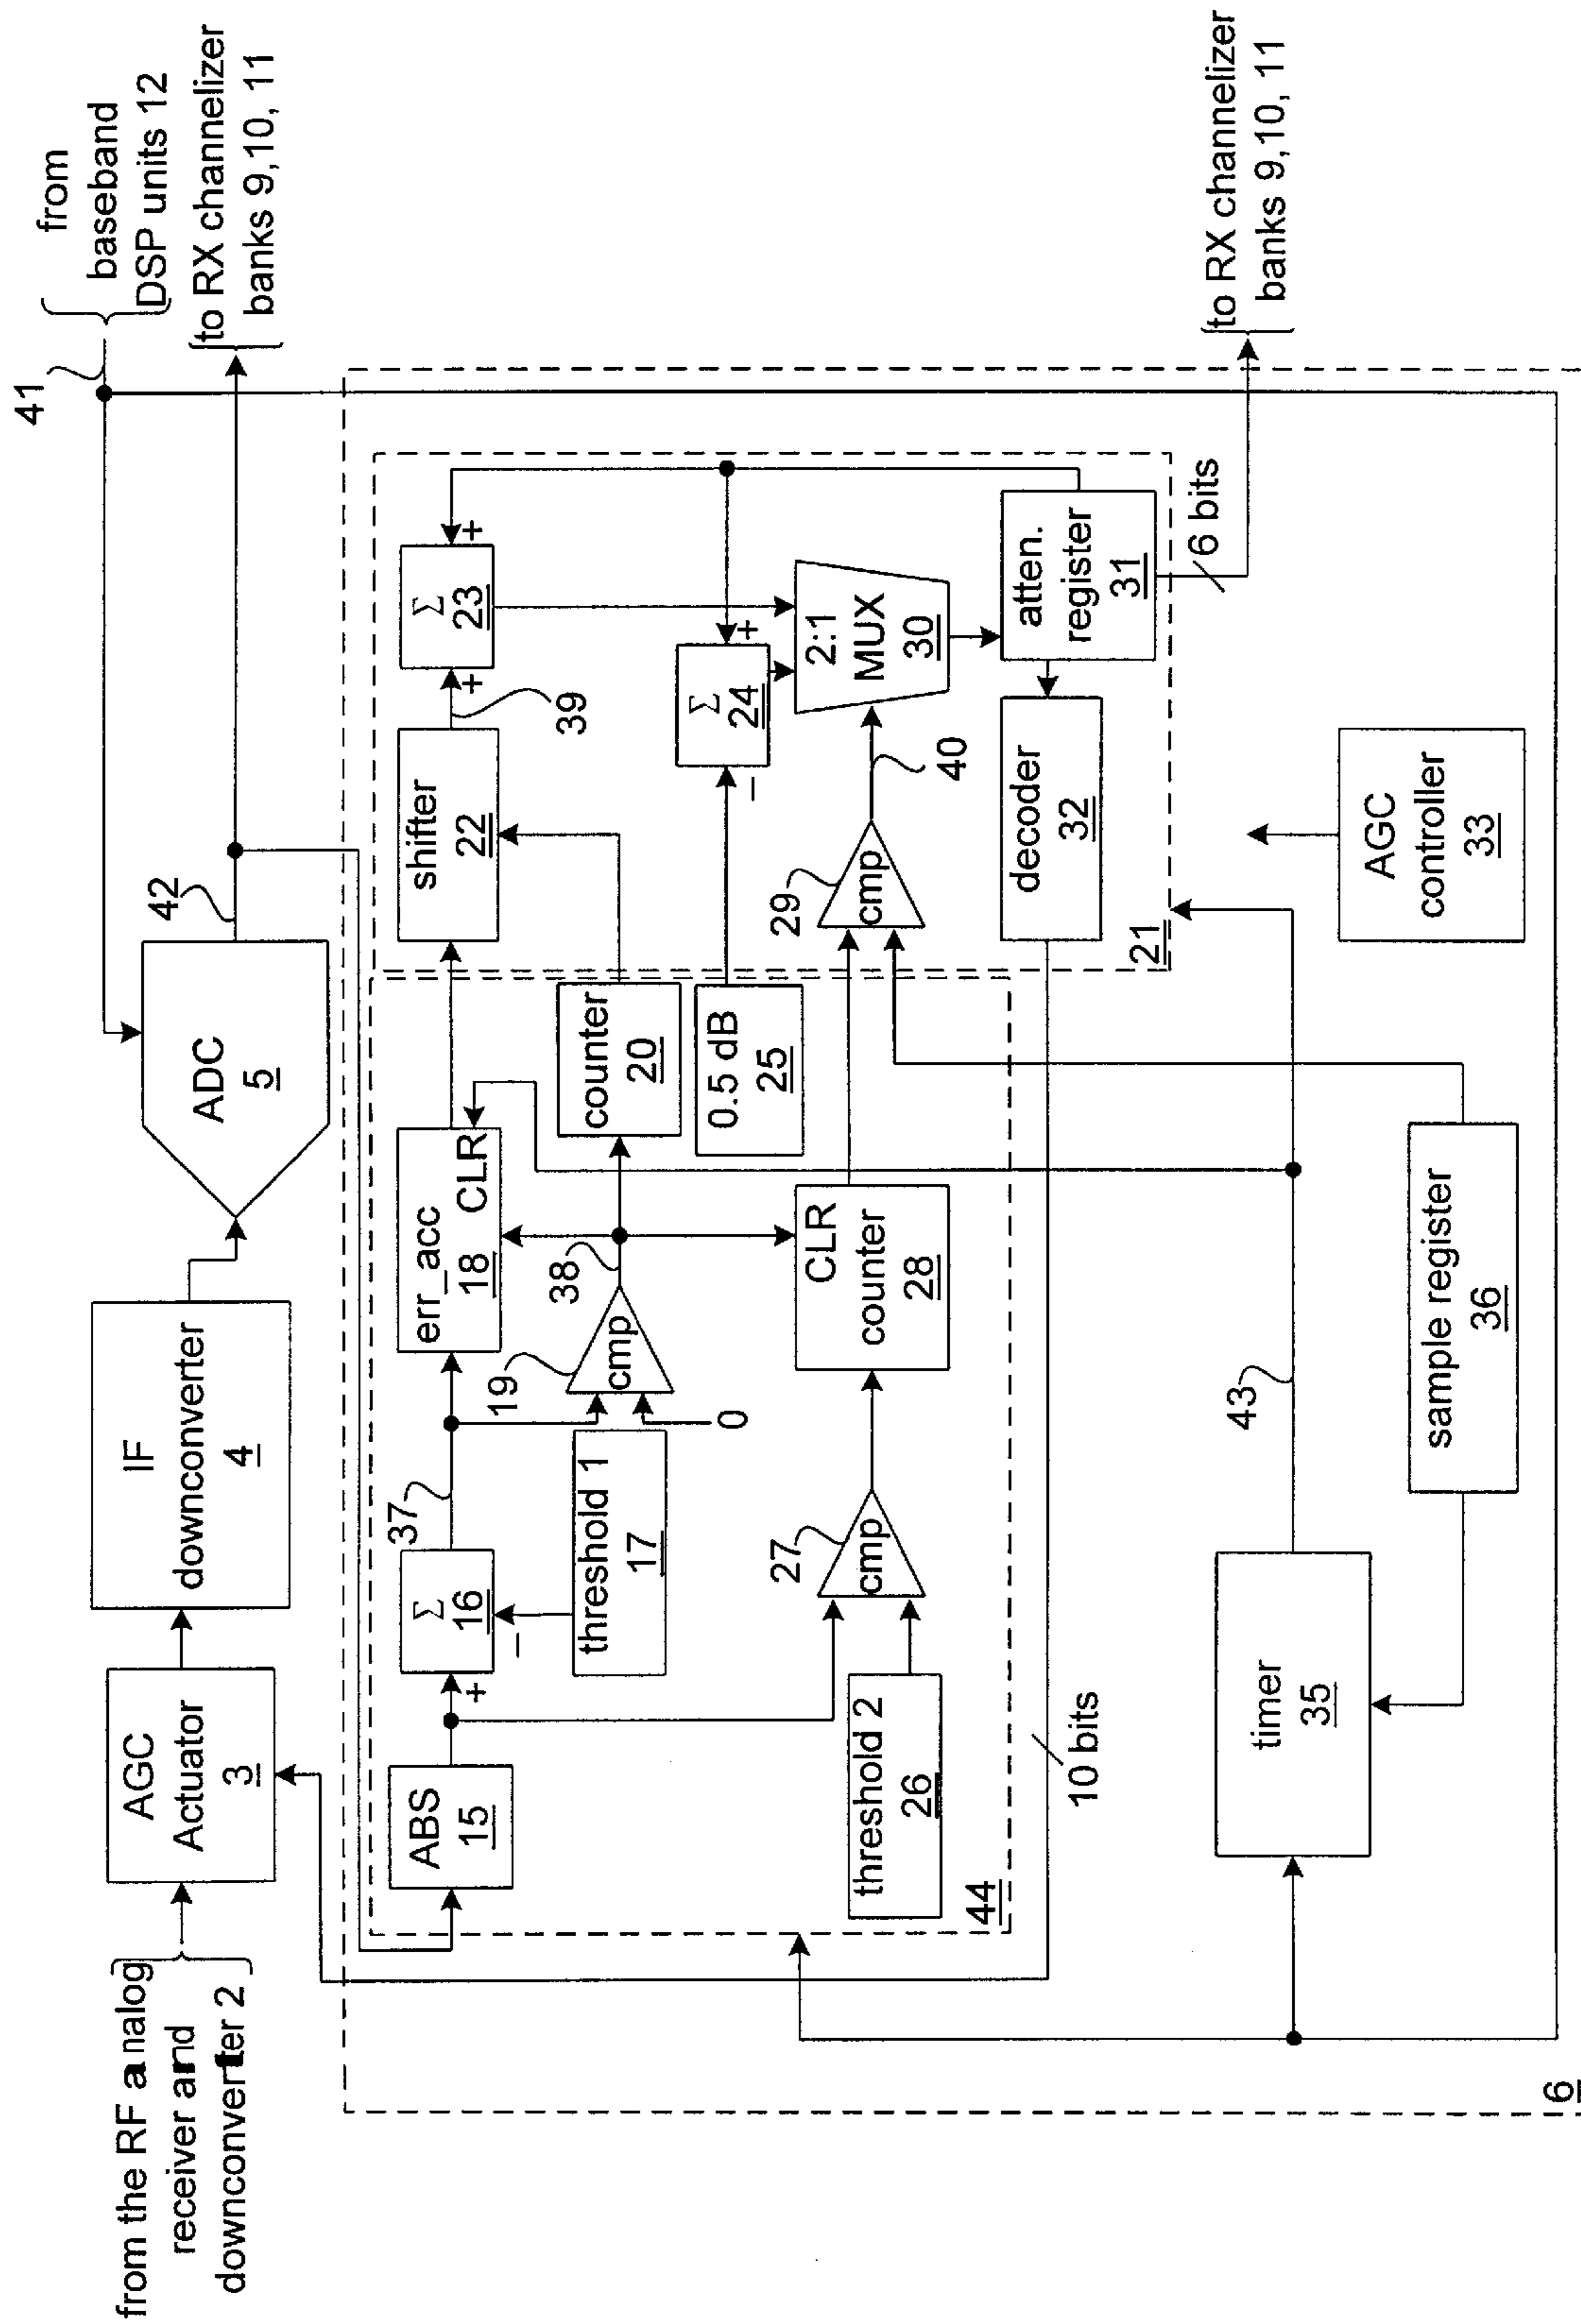 from
baseband
DSP units 12
41
to RX channelizer
banks 9,10, 11
from the RF analog
receiver and
downconverter 2
AGC
Actuator
3
IF
downconverter
4
ADC
5
42
ABS
15
+
Σ
16
−
37
threshold 1
17
err_acc
18
CLR
19
cmp
0
38
counter
20
0.5 dB
25
shifter
22
39
+
Σ
23
+
Σ
24
+
−
2:1
MUX
30
threshold 2
26
27
cmp
CLR
counter
28
29
cmp
40
atten.
register
31
decoder
32
6 bits
to RX channelizer
banks 9,10, 11
44
21
10 bits
timer
35
43
sample register
36
AGC
controller
33
6